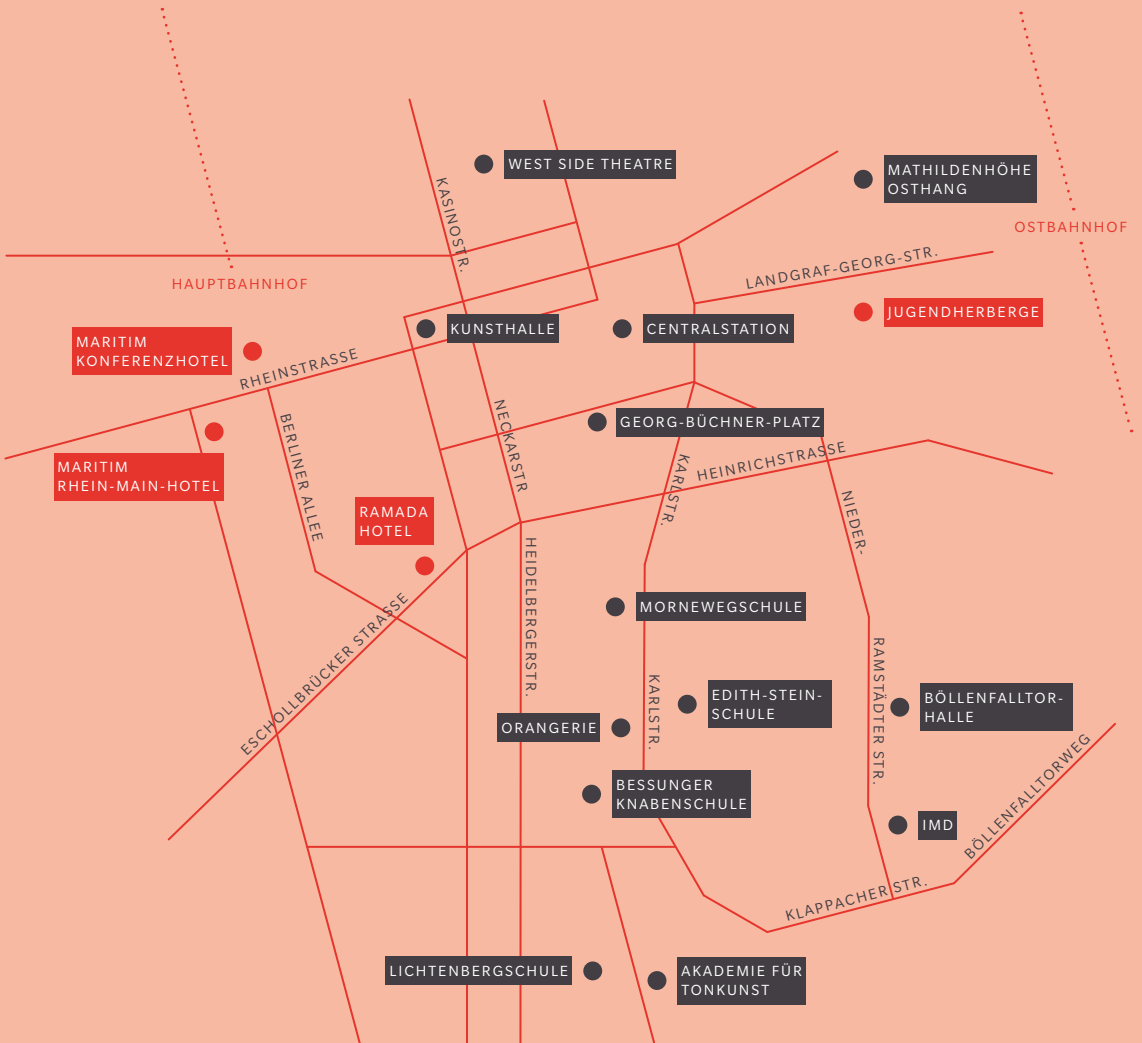 WEST SIDE THEATRE
MATHILDENHÖHE
OSTHANG
KASINOSTR.
OSTBAHNHOF
LANDGRAF-GEORG-STR.
HAUPTBAHNHOF
JUGENDHERBERGE
KUNSTHALLE
CENTRALSTATION
MARITIM
KONFERENZHOTEL
RHEINSTRASSE
NECKARSTR
GEORG-BÜCHNER-PLATZ
BERLINER ALLEE
KARLSTR.
HEINRICHSTRASSE
MARITIM
RHEIN-MAIN-HOTEL
NIEDER-
RAMADA
HOTEL
HEIDELBERGERSTR.
MORNEWEGSCHULE
ESCHOLLBRÜCKER STRASSE
RAMSTÄDTER STR.
KARLSTR.
EDITH-STEIN-
SCHULE
BÖLLENFALLTOR-
HALLE
ORANGERIE
BÖLLENFALLTORWEG
BESSUNGER
KNABENSCHULE
IMD
KLAPPACHER STR.
LICHTENBERGSCHULE
AKADEMIE FÜR
TONKUNST